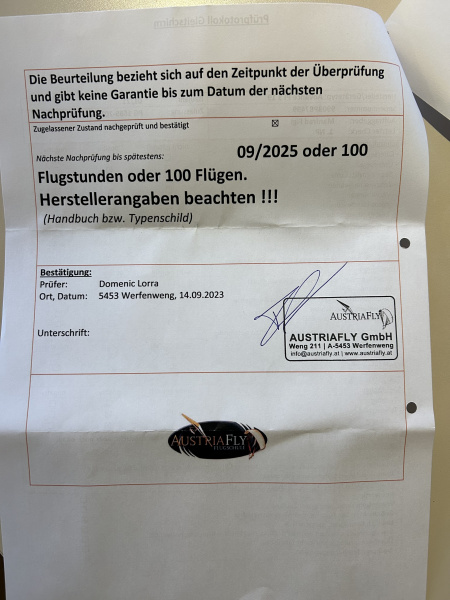 Die Beurteilung bezieht sich auf den Zeitpunkt der Überprüfung
und gibt keine Garantie bis zum Datum der nächsten
Nachprüfung.
Zugelassener Zustand nachgeprüft und bestätigt ☒
Nächste Nachprüfung bis spätestens: 09/2025 oder 100
Flugstunden oder 100 Flügen.
Herstellerangaben beachten !!!
(Handbuch bzw. Typenschild)
Bestätigung:
Prüfer: Domenic Lorra
Ort, Datum: 5453 Werfenweng, 14.09.2023
Unterschrift:
AUSTRIAFLY
AUSTRIAFLY GmbH
Weng 211 | A-5453 Werfenweng
info@austriafly.at | www.austriafly.at
AUSTRIAFLY
FLUGSCHULE